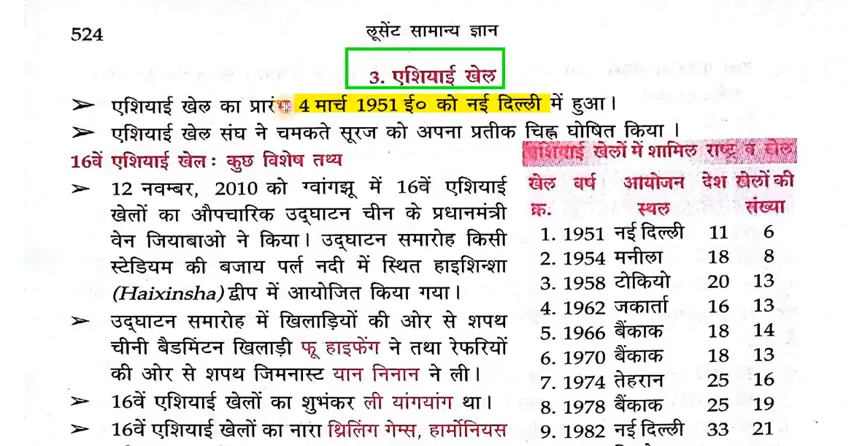 524
लूसेंट सामान्य ज्ञान
3. एशियाई खेल
➤ एशियाई खेल का प्रारंभ 4 मार्च 1951 ई० को नई दिल्ली में हुआ।
➤ एशियाई खेल संघ ने चमकते सूरज को अपना प्रतीक चिह्न घोषित किया।
16वें एशियाई खेल : कुछ विशेष तथ्य
➤ 12 नवम्बर, 2010 को ग्वांगझू में 16वें एशियाई
खेलों का औपचारिक उद्घाटन चीन के प्रधानमंत्री
वेन जियाबाओ ने किया। उद्घाटन समारोह किसी
स्टेडियम की बजाय पर्ल नदी में स्थित हाइशिन्शा
(Haixinsha) द्वीप में आयोजित किया गया।
➤ उद्घाटन समारोह में खिलाड़ियों की ओर से शपथ
चीनी बैडमिंटन खिलाड़ी फू हाइफेंग ने तथा रेफरियों
की ओर से शपथ जिमनास्ट यान निनान ने ली।
➤ 16वें एशियाई खेलों का शुभंकर ली यांगयांग था।
➤ 16वें एशियाई खेलों का नारा थ्रिलिंग गेम्स, हार्मोनियस
एशियाई खेलों में शामिल राष्ट्र व खेल
खेल वर्ष आयोजन देश खेलों की
क्र. स्थल संख्या
1. 1951 नई दिल्ली 11 6
2. 1954 मनीला 18 8
3. 1958 टोकियो 20 13
4. 1962 जकार्ता 16 13
5. 1966 बैंकाक 18 14
6. 1970 बैंकाक 18 13
7. 1974 तेहरान 25 16
8. 1978 बैंकाक 25 19
9. 1982 नई दिल्ली 33 21